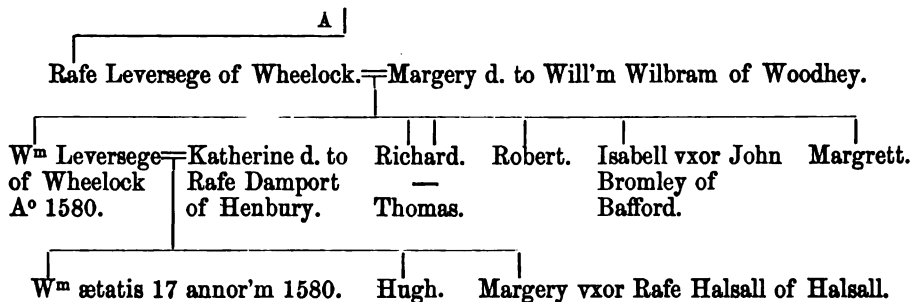 A
Rafe Leversege of Wheelock.=Margery d. to Will'm Wilbram of Woodhey.
Wm Leversege=Katherine d. to Richard. Robert. Isabell vxor John Margrett.
of Wheelock Rafe Damport — Bromley of
Aº 1580. of Henbury. Thomas. Bafford.
Wm ætatis 17 annor'm 1580. Hugh. Margery vxor Rafe Halsall of Halsall.